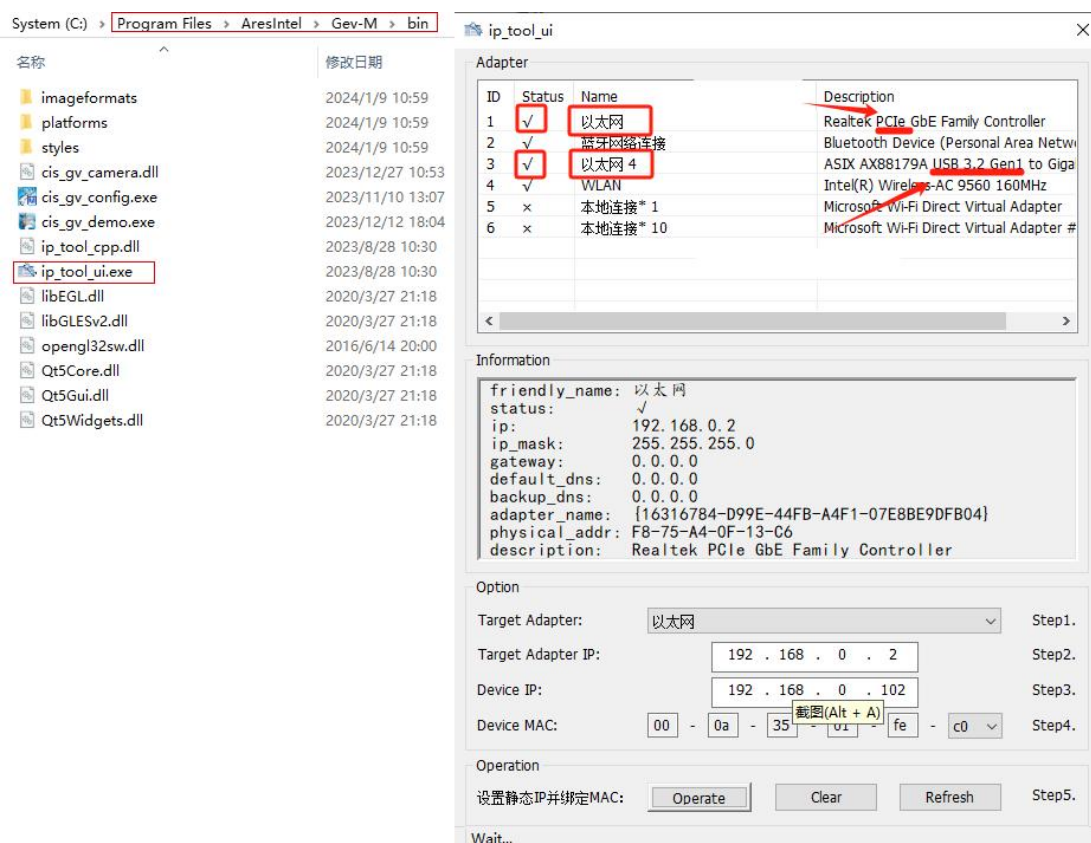 System (C:) > Program Files > AresIntel > Gev-M > bin
名称 修改日期
imageformats 2024/1/9 10:59
platforms 2024/1/9 10:59
styles 2024/1/9 10:59
cis_gv_camera.dll 2023/12/27 10:53
cis_gv_config.exe 2023/11/10 13:07
cis_gv_demo.exe 2023/12/12 18:04
ip_tool_cpp.dll 2023/8/28 10:30
ip_tool_ui.exe 2023/8/28 10:30
libEGL.dll 2020/3/27 21:18
libGLESv2.dll 2020/3/27 21:18
opengl32sw.dll 2016/6/14 20:00
Qt5Core.dll 2020/3/27 21:18
Qt5Gui.dll 2020/3/27 21:18
Qt5Widgets.dll 2020/3/27 21:18
ip_tool_ui
Adapter
ID Status Name Description
1 √ 以太网 Realtek PCIe GbE Family Controller
2 √ 蓝牙网络连接 Bluetooth Device (Personal Area Netw
3 √ 以太网 4 ASIX AX88179A USB 3.2 Gen1 to Giga
4 √ WLAN Intel(R) Wireless-AC 9560 160MHz
5 × 本地连接* 1 Microsoft Wi-Fi Direct Virtual Adapter
6 × 本地连接* 10 Microsoft Wi-Fi Direct Virtual Adapter #
Information
friendly_name: 以太网
status: √
ip: 192.168.0.2
ip_mask: 255.255.255.0
gateway: 0.0.0.0
default_dns: 0.0.0.0
backup_dns: 0.0.0.0
adapter_name: {16316784-D99E-44FB-A4F1-07E8BE9DFB04}
physical_addr: F8-75-A4-0F-13-C6
description: Realtek PCIe GbE Family Controller
Option
Target Adapter: 以太网 Step1.
Target Adapter IP: 192 . 168 . 0 . 2 Step2.
Device IP: 192 . 168 . 0 . 102 Step3.
截图(Alt + A)
Device MAC: 00 - 0a - 35 - 01 - fe - c0 Step4.
Operation
设置静态IP并绑定MAC: Operate Clear Refresh Step5.
Wait...